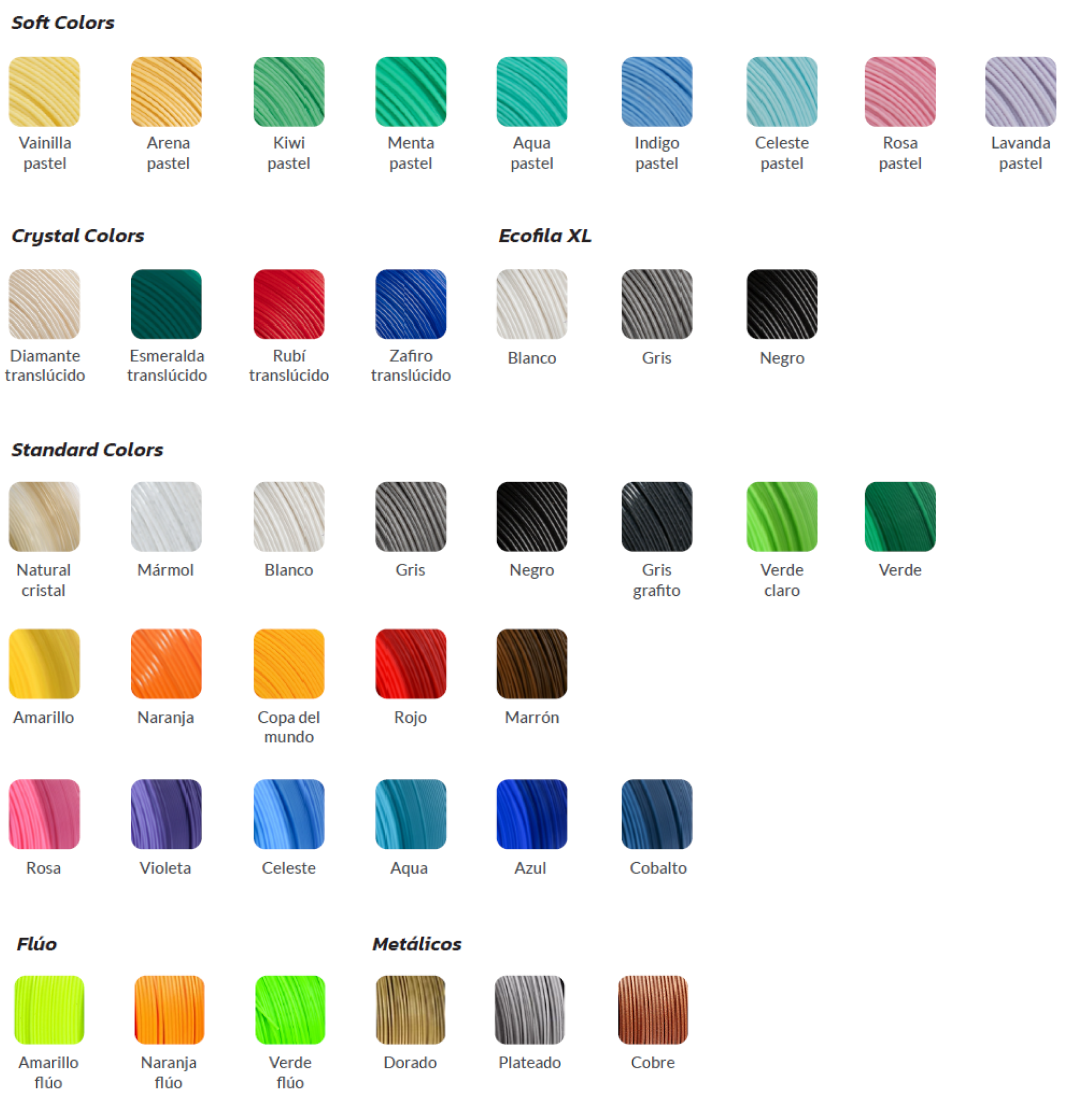 Soft Colors
Vainilla
pastel
Arena
pastel
Kiwi
pastel
Menta
pastel
Aqua
pastel
Indigo
pastel
Celeste
pastel
Rosa
pastel
Lavanda
pastel
Crystal Colors
Diamante
translúcido
Esmeralda
translúcido
Rubí
translúcido
Zafiro
translúcido
Ecofila XL
Blanco
Gris
Negro
Standard Colors
Natural
cristal
Mármol
Blanco
Gris
Negro
Gris
grafito
Verde
claro
Verde
Amarillo
Naranja
Copa del
mundo
Rojo
Marrón
Rosa
Violeta
Celeste
Aqua
Azul
Cobalto
Flúo
Amarillo
flúo
Naranja
flúo
Verde
flúo
Metálicos
Dorado
Plateado
Cobre